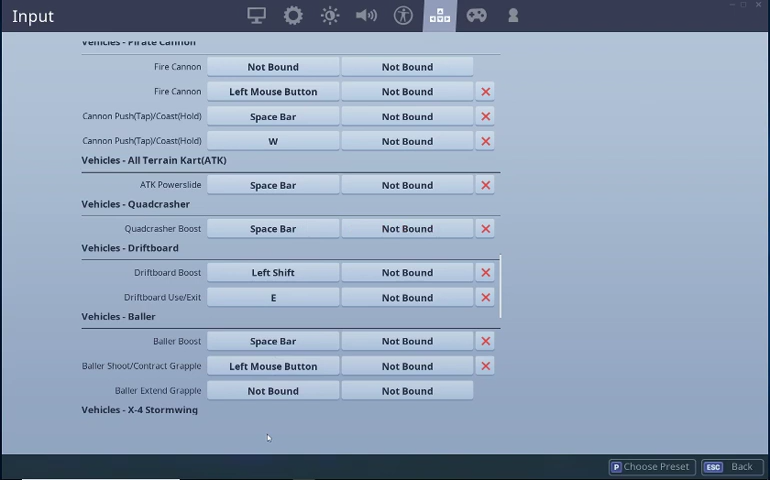 Input
Vehicles - Pirate Cannon
Fire Cannon Not Bound Not Bound
Fire Cannon Left Mouse Button Not Bound
Cannon Push(Tap)/Coast(Hold) Space Bar Not Bound
Cannon Push(Tap)/Coast(Hold) W Not Bound
Vehicles - All Terrain Kart(ATK)
ATK Powerslide Space Bar Not Bound
Vehicles - Quadcrasher
Quadcrasher Boost Space Bar Not Bound
Vehicles - Driftboard
Driftboard Boost Left Shift Not Bound
Driftboard Use/Exit E Not Bound
Vehicles - Baller
Baller Boost Space Bar Not Bound
Baller Shoot/Contract Grapple Left Mouse Button Not Bound
Baller Extend Grapple Not Bound Not Bound
Vehicles - X-4 Stormwing
P Choose Preset ESC Back